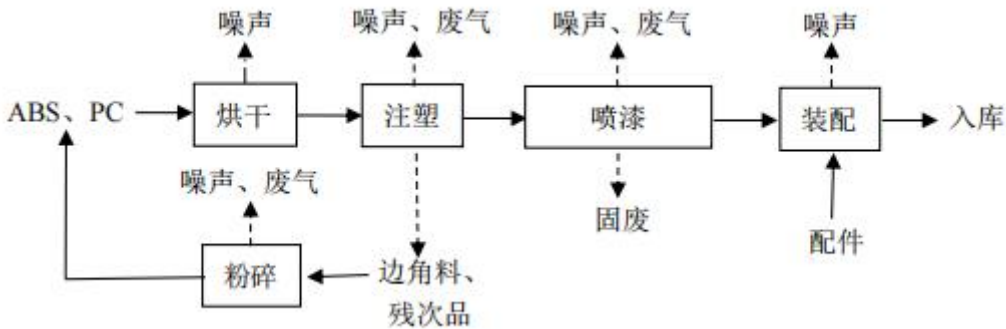 噪声
噪声、废气
噪声、废气
噪声
ABS、PC
烘干
注塑
喷漆
装配
入库
噪声、废气
固废
配件
粉碎
边角料、
残次品